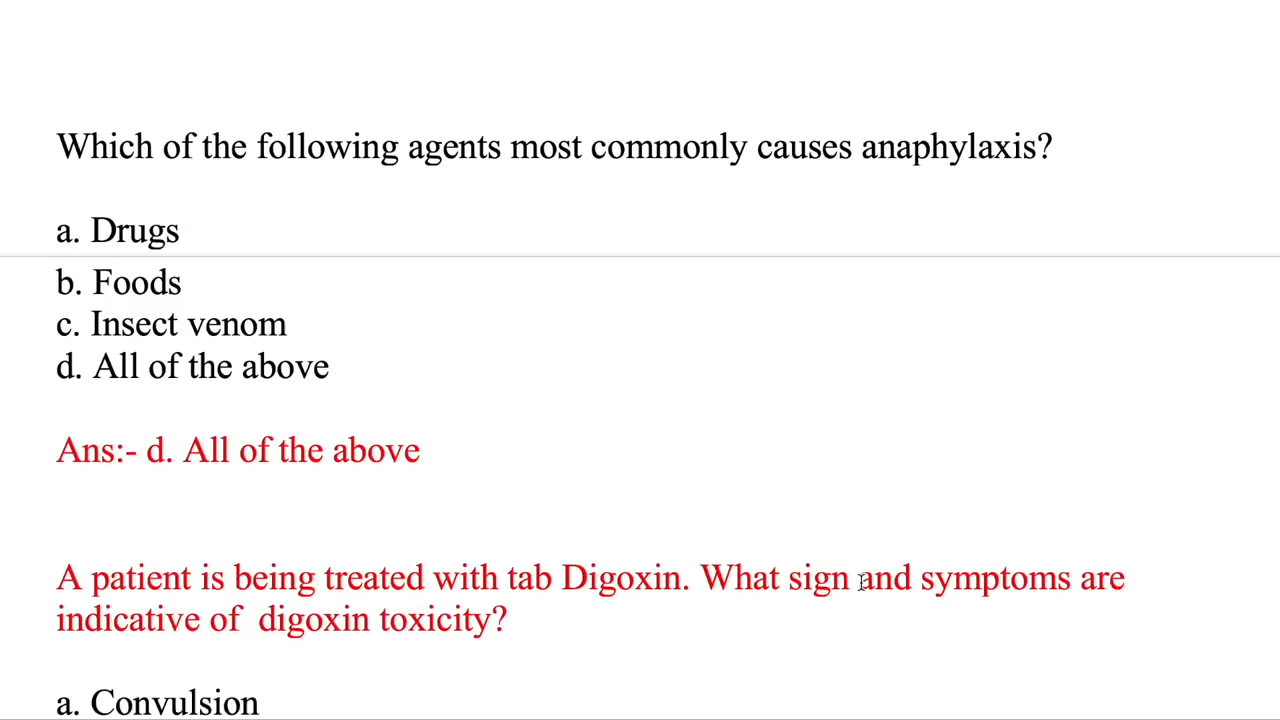 Which of the following agents most commonly causes anaphylaxis?
a. Drugs
b. Foods
c. Insect venom
d. All of the above
Ans:- d. All of the above
A patient is being treated with tab Digoxin. What sign and symptoms are
indicative of  digoxin toxicity?
a. Convulsion